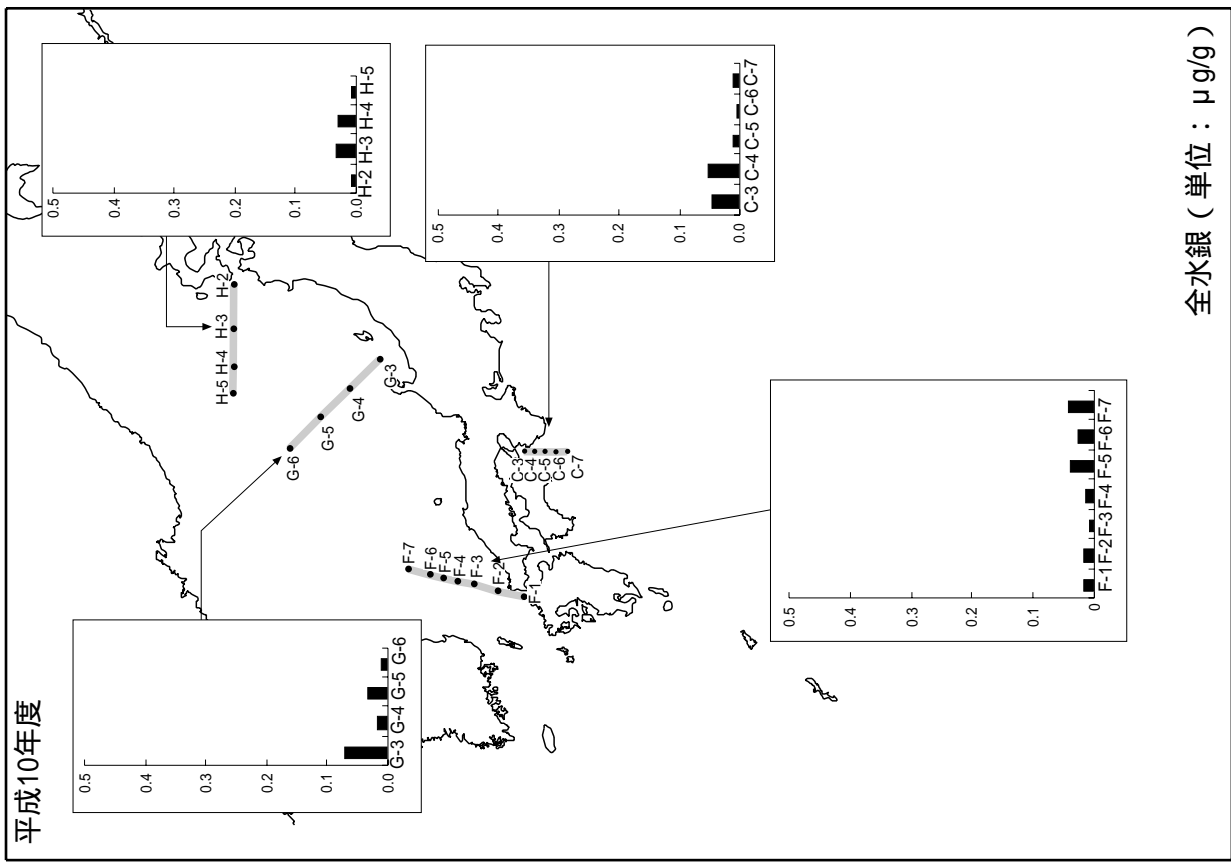 平成10年度
0.5
0.4
0.3
0.2
0.1
0.0
G-3 G-4 G-5 G-6
0.5
0.4
0.3
0.2
0.1
0.0
H-2 H-3 H-4 H-5
0.5
0.4
0.3
0.2
0.1
0.0
C-3 C-4 C-5 C-6 C-7
0.5
0.4
0.3
0.2
0.1
0
F-1 F-2 F-3 F-4 F-5 F-6 F-7
H-5
H-4
H-3
H-2
G-6
G-5
G-4
G-3
F-7
F-6
F-5
F-4
F-3
F-2
F-1
C-3
C-4
C-5
C-6
C-7
全水銀（単位：μg/g）